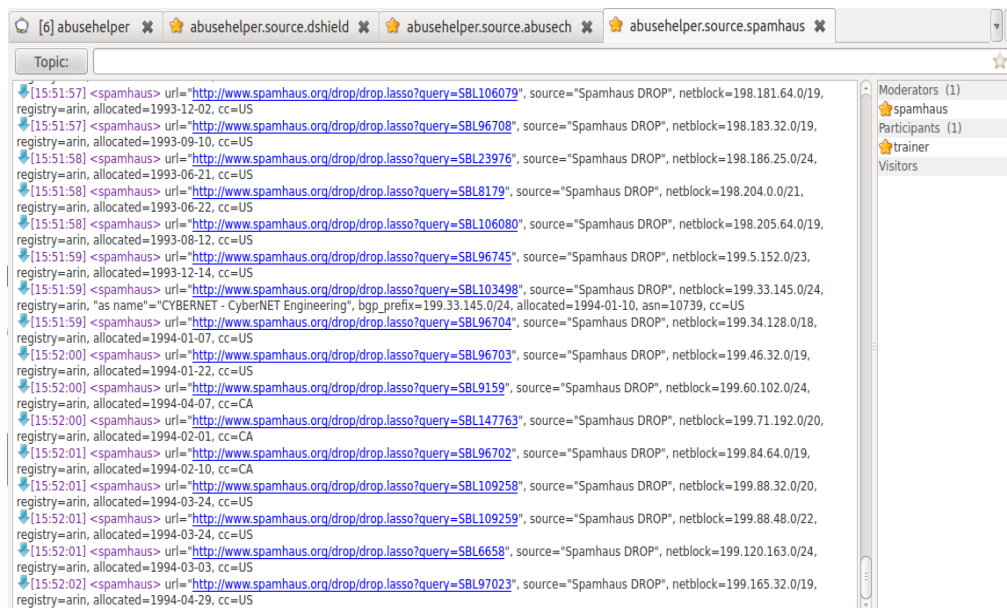 [6] abusehelper ✖ abusehelper.source.dshield ✖ abusehelper.source.abusech ✖ abusehelper.source.spamhaus ✖
Topic:
[15:51:57] <spamhaus> url="http://www.spamhaus.org/drop/drop.lasso?query=SBL106079", source="Spamhaus DROP", netblock=198.181.64.0/19,
registry=arin, allocated=1993-12-02, cc=US
[15:51:57] <spamhaus> url="http://www.spamhaus.org/drop/drop.lasso?query=SBL96708", source="Spamhaus DROP", netblock=198.183.32.0/19,
registry=arin, allocated=1993-09-10, cc=US
[15:51:58] <spamhaus> url="http://www.spamhaus.org/drop/drop.lasso?query=SBL23976", source="Spamhaus DROP", netblock=198.186.25.0/24,
registry=arin, allocated=1993-06-21, cc=US
[15:51:58] <spamhaus> url="http://www.spamhaus.org/drop/drop.lasso?query=SBL8179", source="Spamhaus DROP", netblock=198.204.0.0/21,
registry=arin, allocated=1993-06-22, cc=US
[15:51:58] <spamhaus> url="http://www.spamhaus.org/drop/drop.lasso?query=SBL106080", source="Spamhaus DROP", netblock=198.205.64.0/19,
registry=arin, allocated=1993-08-12, cc=US
[15:51:59] <spamhaus> url="http://www.spamhaus.org/drop/drop.lasso?query=SBL96745", source="Spamhaus DROP", netblock=199.5.152.0/23,
registry=arin, allocated=1993-12-14, cc=US
[15:51:59] <spamhaus> url="http://www.spamhaus.org/drop/drop.lasso?query=SBL103498", source="Spamhaus DROP", netblock=199.33.145.0/24,
registry=arin, "as name"="CYBERNET - CyberNET Engineering", bgp_prefix=199.33.145.0/24, allocated=1994-01-10, asn=10739, cc=US
[15:51:59] <spamhaus> url="http://www.spamhaus.org/drop/drop.lasso?query=SBL96704", source="Spamhaus DROP", netblock=199.34.128.0/18,
registry=arin, allocated=1994-01-07, cc=US
[15:52:00] <spamhaus> url="http://www.spamhaus.org/drop/drop.lasso?query=SBL96703", source="Spamhaus DROP", netblock=199.46.32.0/19,
registry=arin, allocated=1994-01-22, cc=US
[15:52:00] <spamhaus> url="http://www.spamhaus.org/drop/drop.lasso?query=SBL9159", source="Spamhaus DROP", netblock=199.60.102.0/24,
registry=arin, allocated=1994-04-07, cc=CA
[15:52:00] <spamhaus> url="http://www.spamhaus.org/drop/drop.lasso?query=SBL147763", source="Spamhaus DROP", netblock=199.71.192.0/20,
registry=arin, allocated=1994-02-01, cc=CA
[15:52:01] <spamhaus> url="http://www.spamhaus.org/drop/drop.lasso?query=SBL96702", source="Spamhaus DROP", netblock=199.84.64.0/19,
registry=arin, allocated=1994-02-10, cc=CA
[15:52:01] <spamhaus> url="http://www.spamhaus.org/drop/drop.lasso?query=SBL109258", source="Spamhaus DROP", netblock=199.88.32.0/20,
registry=arin, allocated=1994-03-24, cc=US
[15:52:01] <spamhaus> url="http://www.spamhaus.org/drop/drop.lasso?query=SBL109259", source="Spamhaus DROP", netblock=199.88.48.0/22,
registry=arin, allocated=1994-03-24, cc=US
[15:52:01] <spamhaus> url="http://www.spamhaus.org/drop/drop.lasso?query=SBL6658", source="Spamhaus DROP", netblock=199.120.163.0/24,
registry=arin, allocated=1994-03-03, cc=US
[15:52:02] <spamhaus> url="http://www.spamhaus.org/drop/drop.lasso?query=SBL97023", source="Spamhaus DROP", netblock=199.165.32.0/19,
registry=arin, allocated=1994-04-29, cc=US
Moderators (1)
spamhaus
Participants (1)
trainer
Visitors